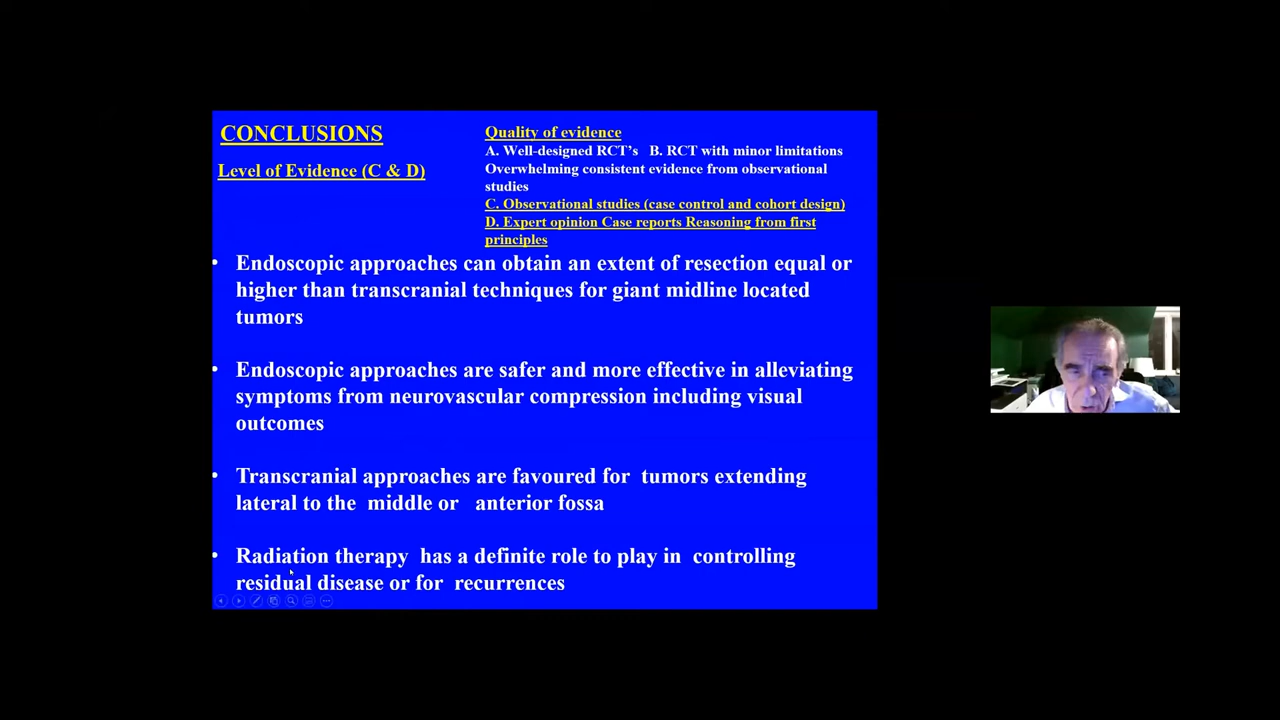 CONCLUSIONS
Level of Evidence (C & D)
Quality of evidence
A. Well-designed RCT's B. RCT with minor limitations
Overwhelming consistent evidence from observational
studies
C. Observational studies (case control and cohort design)
D. Expert opinion Case reports Reasoning from first
principles
• Endoscopic approaches can obtain an extent of resection equal or
higher than transcranial techniques for giant midline located
tumors
• Endoscopic approaches are safer and more effective in alleviating
symptoms from neurovascular compression including visual
outcomes
• Transcranial approaches are favoured for tumors extending
lateral to the middle or anterior fossa
• Radiation therapy has a definite role to play in controlling
residual disease or for recurrences